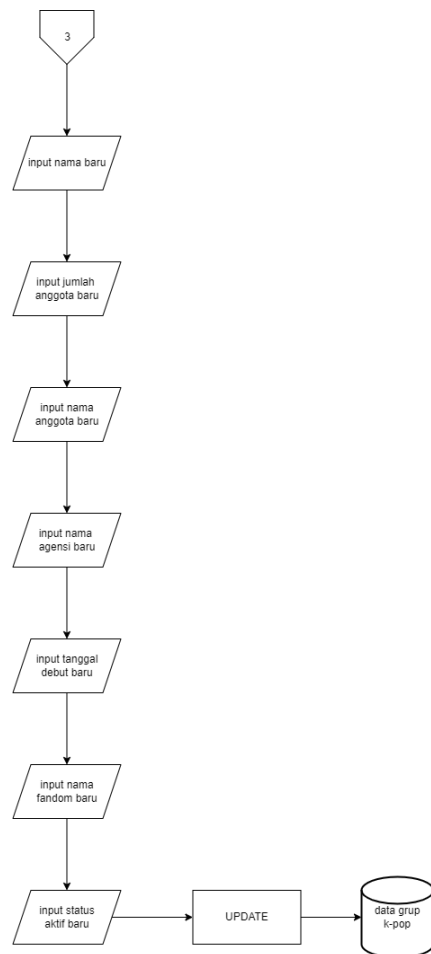 3
input nama baru
input jumlah
anggota baru
input nama
anggota baru
input nama
agensi baru
input tanggal
debut baru
input nama
fandom baru
input status
aktif baru
UPDATE
data grup
k-pop